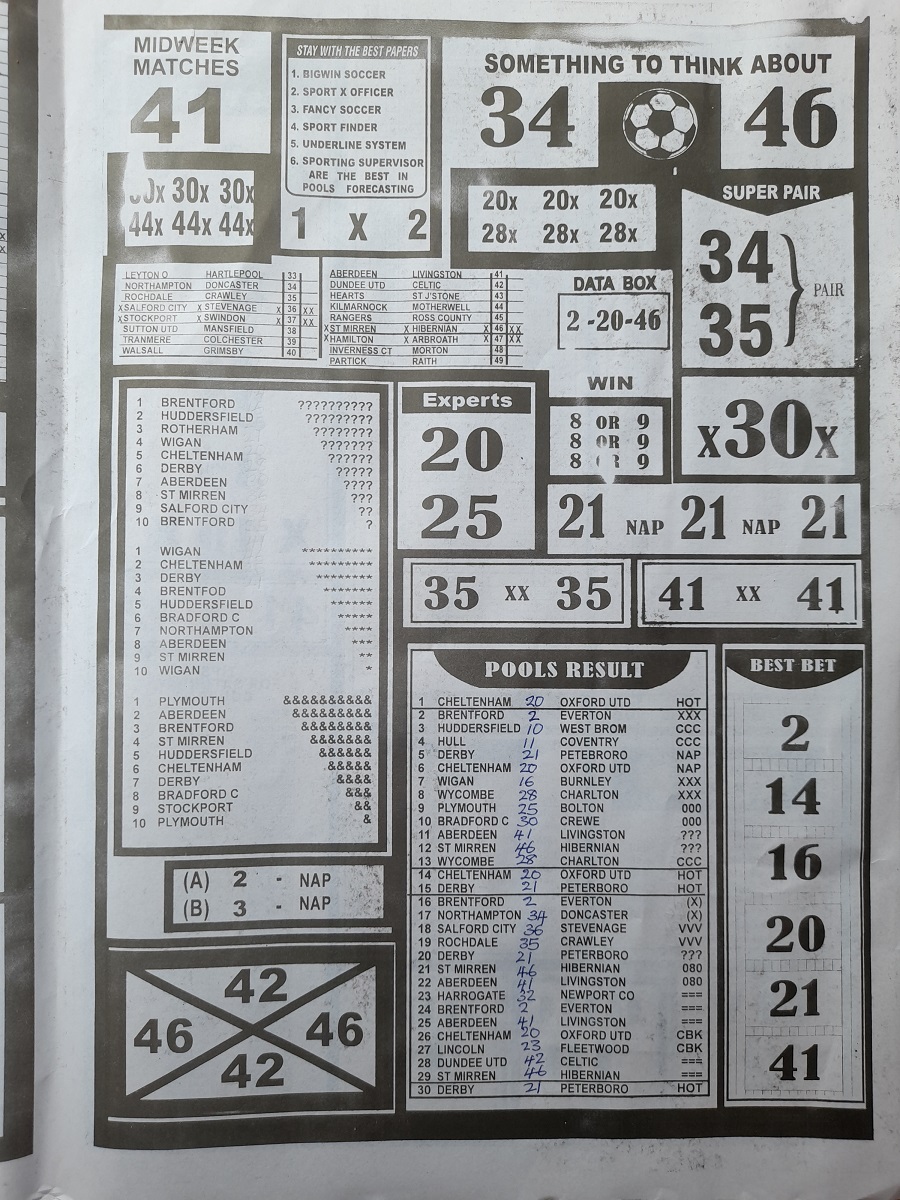 MIDWEEK
MATCHES
41
30x 30x 30x
44x 44x 44x
STAY WITH THE BEST PAPERS
1. BIGWIN SOCCER
2. SPORT X OFFICER
3. FANCY SOCCER
4. SPORT FINDER
5. UNDERLINE SYSTEM
6. SPORTING SUPERVISOR
ARE THE BEST IN
POOLS FORECASTING
1 X 2
SOMETHING TO THINK ABOUT
34 46
20x 20x 20x
28x 28x 28x
SUPER PAIR
34
35
PAIR
LEYTON O HARTLEPOOL 33
NORTHAMPTON DONCASTER 34
ROCHDALE CRAWLEY 35
X SALFORD CITY X STEVENAGE X 36 XX
X STOCKPORT X SWINDON X 37 XX
SUTTON UTD MANSFIELD 38
TRANMERE COLCHESTER 39
WALSALL GRIMSBY 40
ABERDEEN LIVINGSTON 41
DUNDEE UTD CELTIC 42
HEARTS ST J'STONE 43
KILMARNOCK MOTHERWELL 44
RANGERS ROSS COUNTY 45
X ST MIRREN X HIBERNIAN X 46 XX
X HAMILTON X ARBROATH X 47 XX
INVERNESS CT MORTON 48
PARTICK RAITH 49
DATA BOX
2 -20-46
WIN
8 OR 9
8 OR 9
8 9
X30X
1 BRENTFORD ??????????
2 HUDDERSFIELD ?????????
3 ROTHERHAM ????????
4 WIGAN ???????
5 CHELTENHAM ??????
6 DERBY ?????
7 ABERDEEN ????
8 ST MIRREN ???
9 SALFORD CITY ??
10 BRENTFORD ?
1 WIGAN **********
2 CHELTENHAM *********
3 DERBY ********
4 BRENTFOD *******
5 HUDDERSFIELD ******
6 BRADFORD C *****
7 NORTHAMPTON ****
8 ABERDEEN ***
9 ST MIRREN **
10 WIGAN *
1 PLYMOUTH &&&&&&&&&&
2 ABERDEEN &&&&&&&&&
3 BRENTFORD &&&&&&&&
4 ST MIRREN &&&&&&&
5 HUDDERSFIELD &&&&&&
6 CHELTENHAM &&&&&
7 DERBY &&&&
8 BRADFORD C &&&
9 STOCKPORT &&
10 PLYMOUTH &
Experts
20
25
21 NAP 21 NAP 21
35 XX 35
41 XX 41
(A) 2 - NAP
(B) 3 - NAP
42
46 46
42
POOLS RESULT
1 CHELTENHAM 20 OXFORD UTD HOT
2 BRENTFORD 2 EVERTON XXX
3 HUDDERSFIELD 10 WEST BROM CCC
4 HULL 11 COVENTRY CCC
5 DERBY 21 PETEBRORO NAP
6 CHELTENHAM 20 OXFORD UTD NAP
7 WIGAN 16 BURNLEY XXX
8 WYCOMBE 28 CHARLTON XXX
9 PLYMOUTH 25 BOLTON 000
10 BRADFORD C 30 CREWE 000
11 ABERDEEN 41 LIVINGSTON ???
12 ST MIRREN 46 HIBERNIAN ???
13 WYCOMBE 28 CHARLTON CCC
14 CHELTENHAM 20 OXFORD UTD HOT
15 DERBY 21 PETERBORO HOT
16 BRENTFORD 2 EVERTON (X)
17 NORTHAMPTON 34 DONCASTER (X)
18 SALFORD CITY 36 STEVENAGE VVV
19 ROCHDALE 35 CRAWLEY VVV
20 DERBY 21 PETERBORO ???
21 ST MIRREN 46 HIBERNIAN 080
22 ABERDEEN 41 LIVINGSTON 080
23 HARROGATE 32 NEWPORT CO ===
24 BRENTFORD 2 EVERTON ===
25 ABERDEEN 41 LIVINGSTON ===
26 CHELTENHAM 20 OXFORD UTD CBK
27 LINCOLN 23 FLEETWOOD CBK
28 DUNDEE UTD 42 CELTIC ===
29 ST MIRREN 46 HIBERNIAN ===
30 DERBY 21 PETERBORO HOT
BEST BET
2
14
16
20
21
41